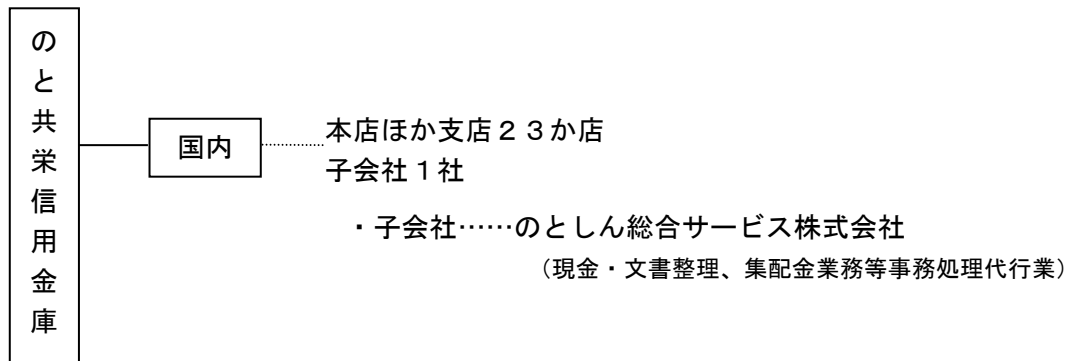 のと共栄信用金庫
国内
本店ほか支店２３か店
子会社１社
・子会社……のとしん総合サービス株式会社
（現金・文書整理、集配金業務等事務処理代行業）